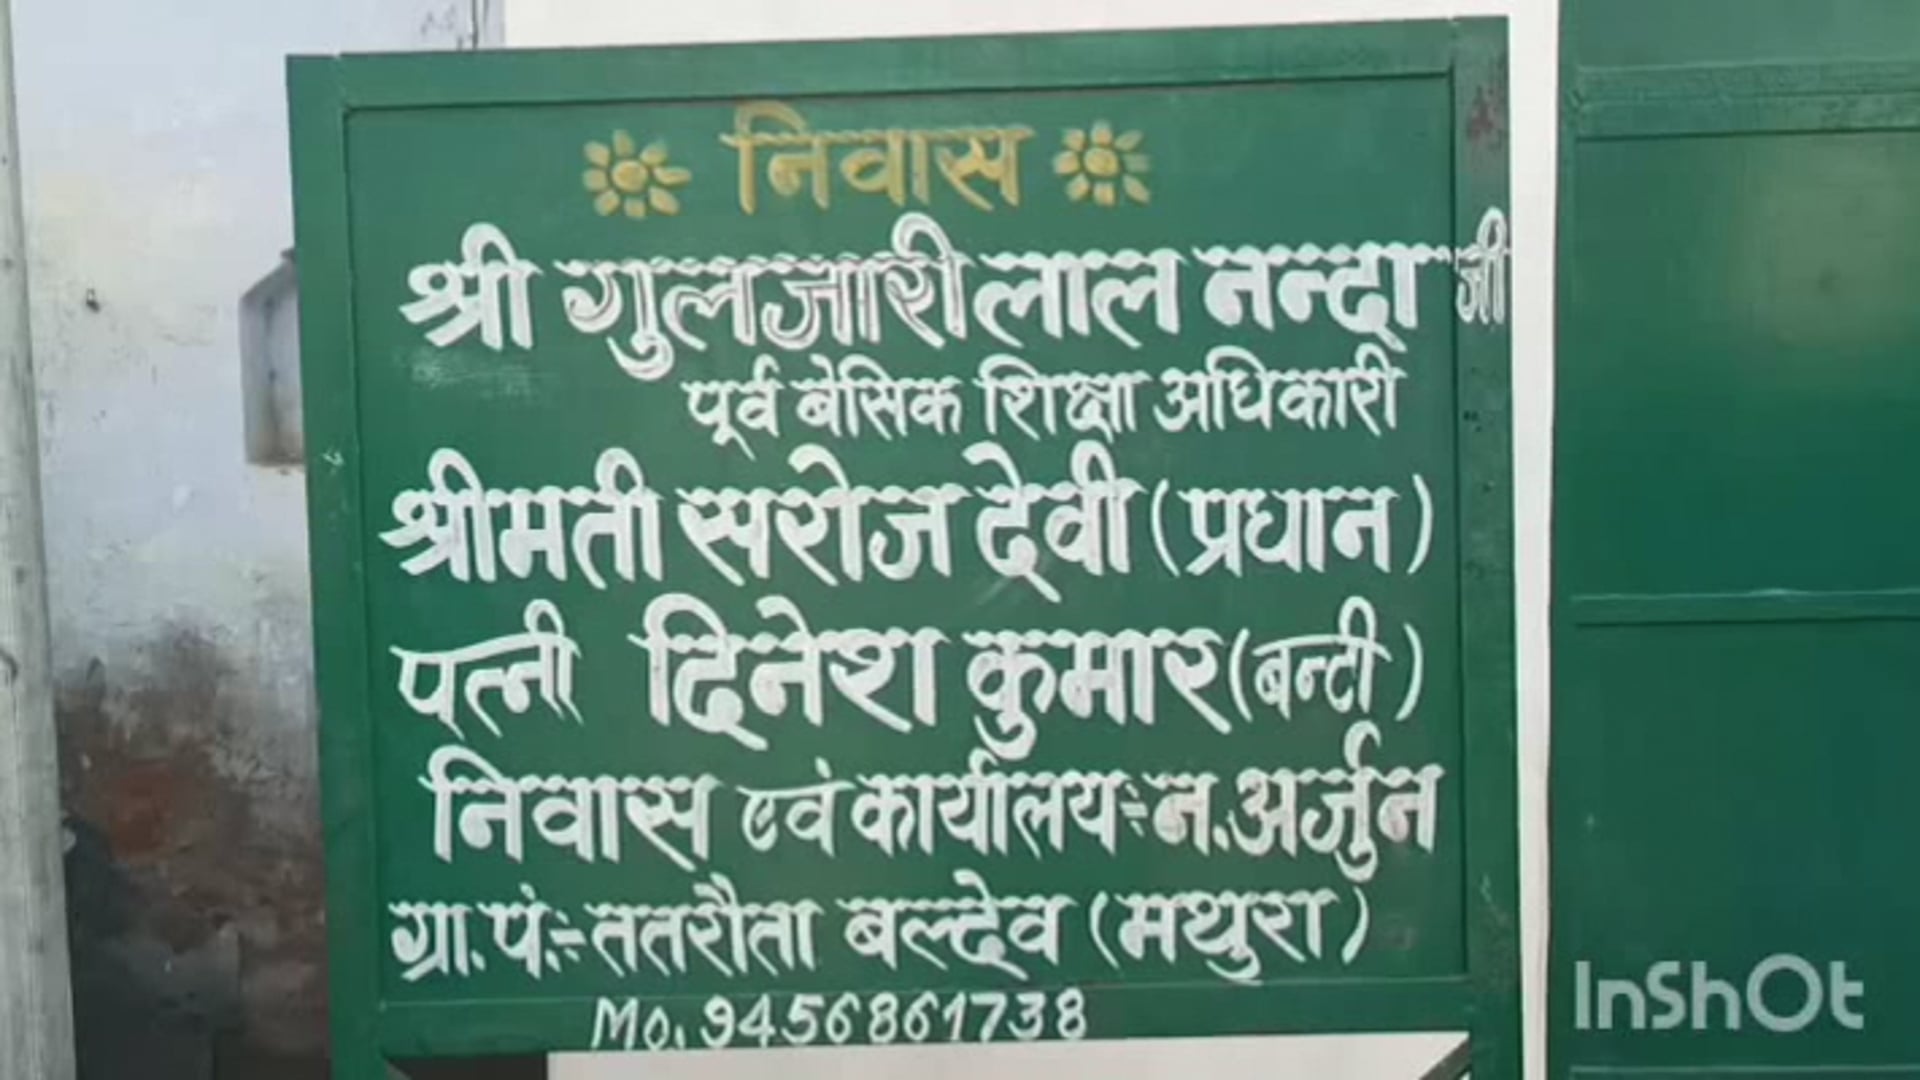 निवास
श्री गुलजारी लाल नन्दा जी
पूर्व बेसिक शिक्षा अधिकारी
श्रीमती सरोज देवी (प्रधान)
पत्नी दिनेश कुमार (बन्टी)
निवास एवं कार्यालय:- न. अर्जुन
ग्रा. पं.:- ततरौता बल्देव (मथुरा)
Mo. 9456861738
InShOt